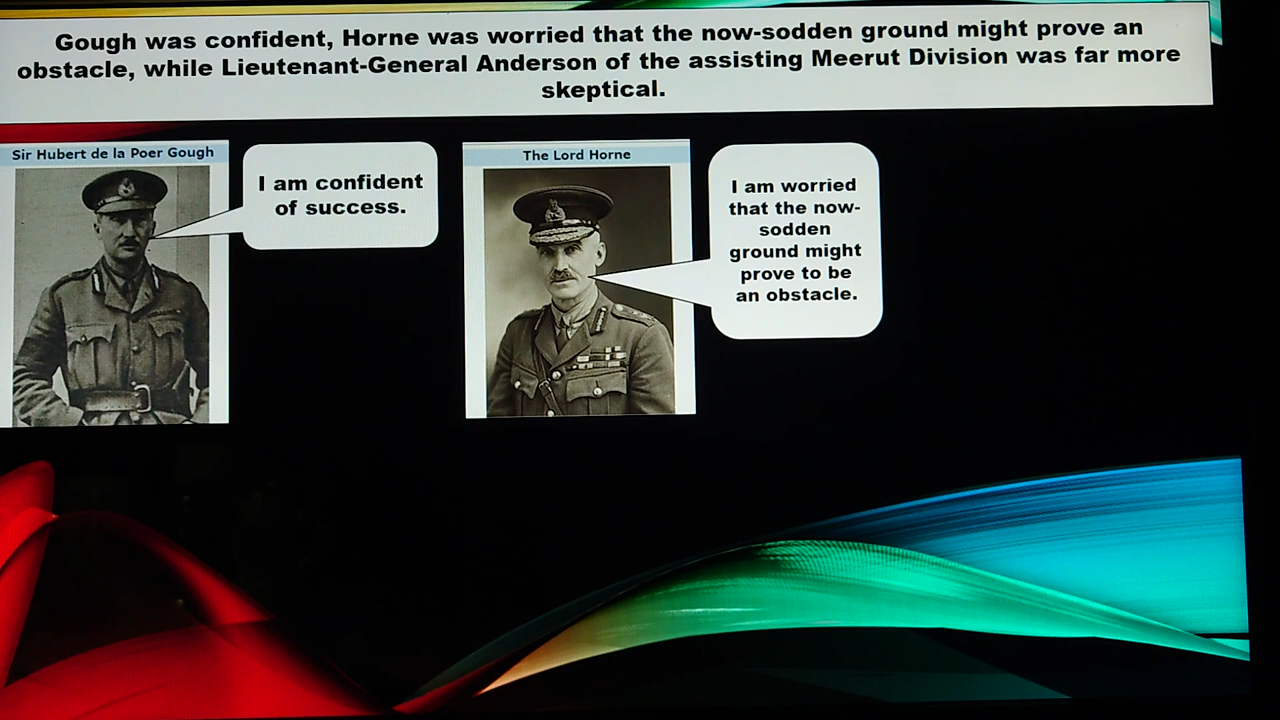 Gough was confident, Horne was worried that the now-sodden ground might prove an
obstacle, while Lieutenant-General Anderson of the assisting Meerut Division was far more
skeptical.
Sir Hubert de la Poer Gough
I am confident
of success.
The Lord Horne
I am worried
that the now-
sodden
ground might
prove to be
an obstacle.